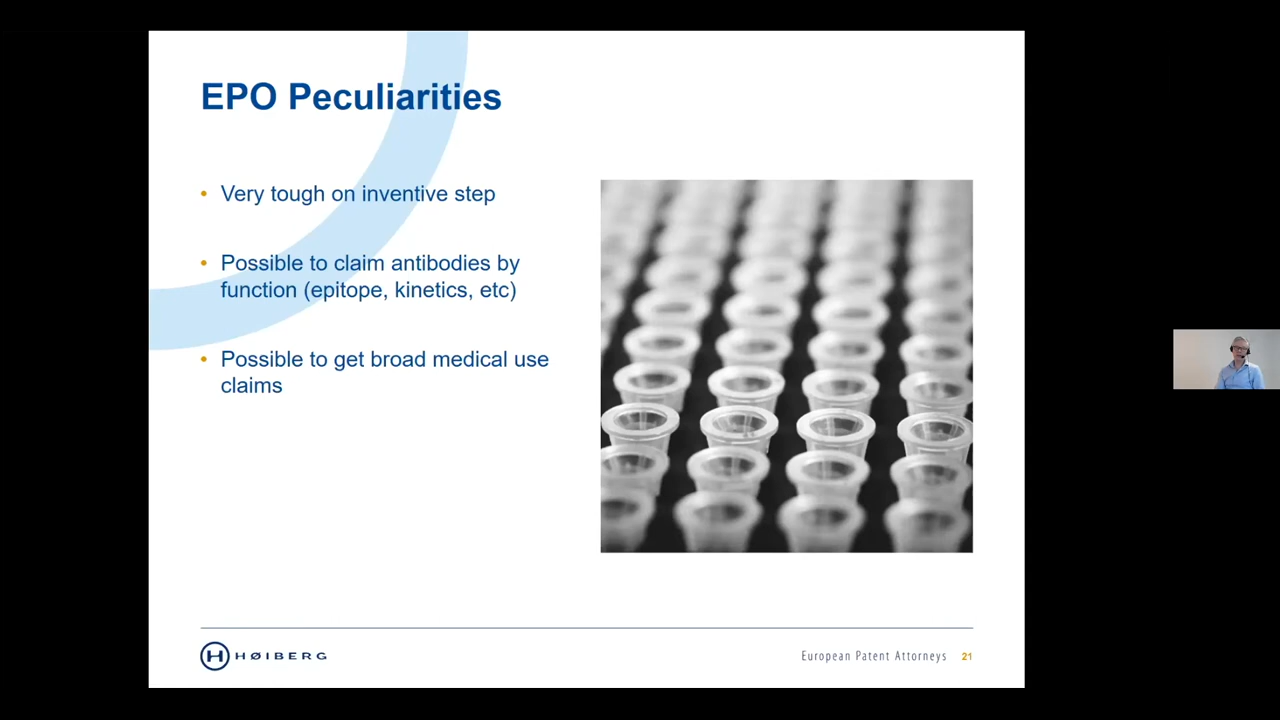 EPO Peculiarities
• Very tough on inventive step
• Possible to claim antibodies by
function (epitope, kinetics, etc)
• Possible to get broad medical use
claims
H HØIBERG
European Patent Attorneys 21